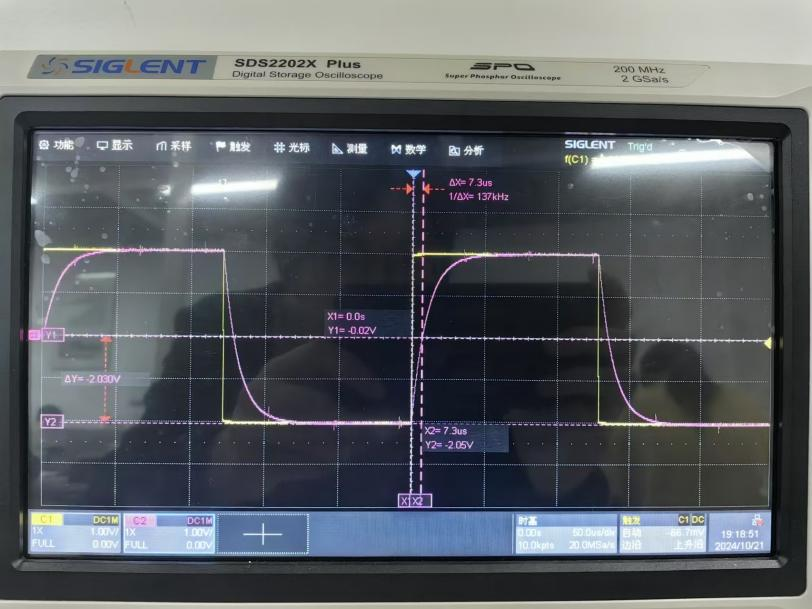 SIGLENT
SDS2202X Plus
Digital Storage Oscilloscope
SPO
Super Phosphor Oscilloscope
200 MHz
2 GSa/s
功能 显示 采样 触发 光标 测量 数学 分析
SIGLENT Trig'd
f(C1) =
ΔX= 7.3us
1/ΔX= 137kHz
X1= 0.0s
Y1= -0.02V
Y1
ΔY= -2.030V
Y2
X2= 7.3us
Y2= -2.05V
X1 X2
C1 DC1M
1X 1.00V/
FULL 0.00V
C2 DC1M
1X 1.00V/
FULL 0.00V
时基
0.00s 50.0us/div
10.0kpts 20.0MSa/s
触发 C1 DC
自动 -66.7mV
边沿 上升沿
19:18:51
2024/10/21